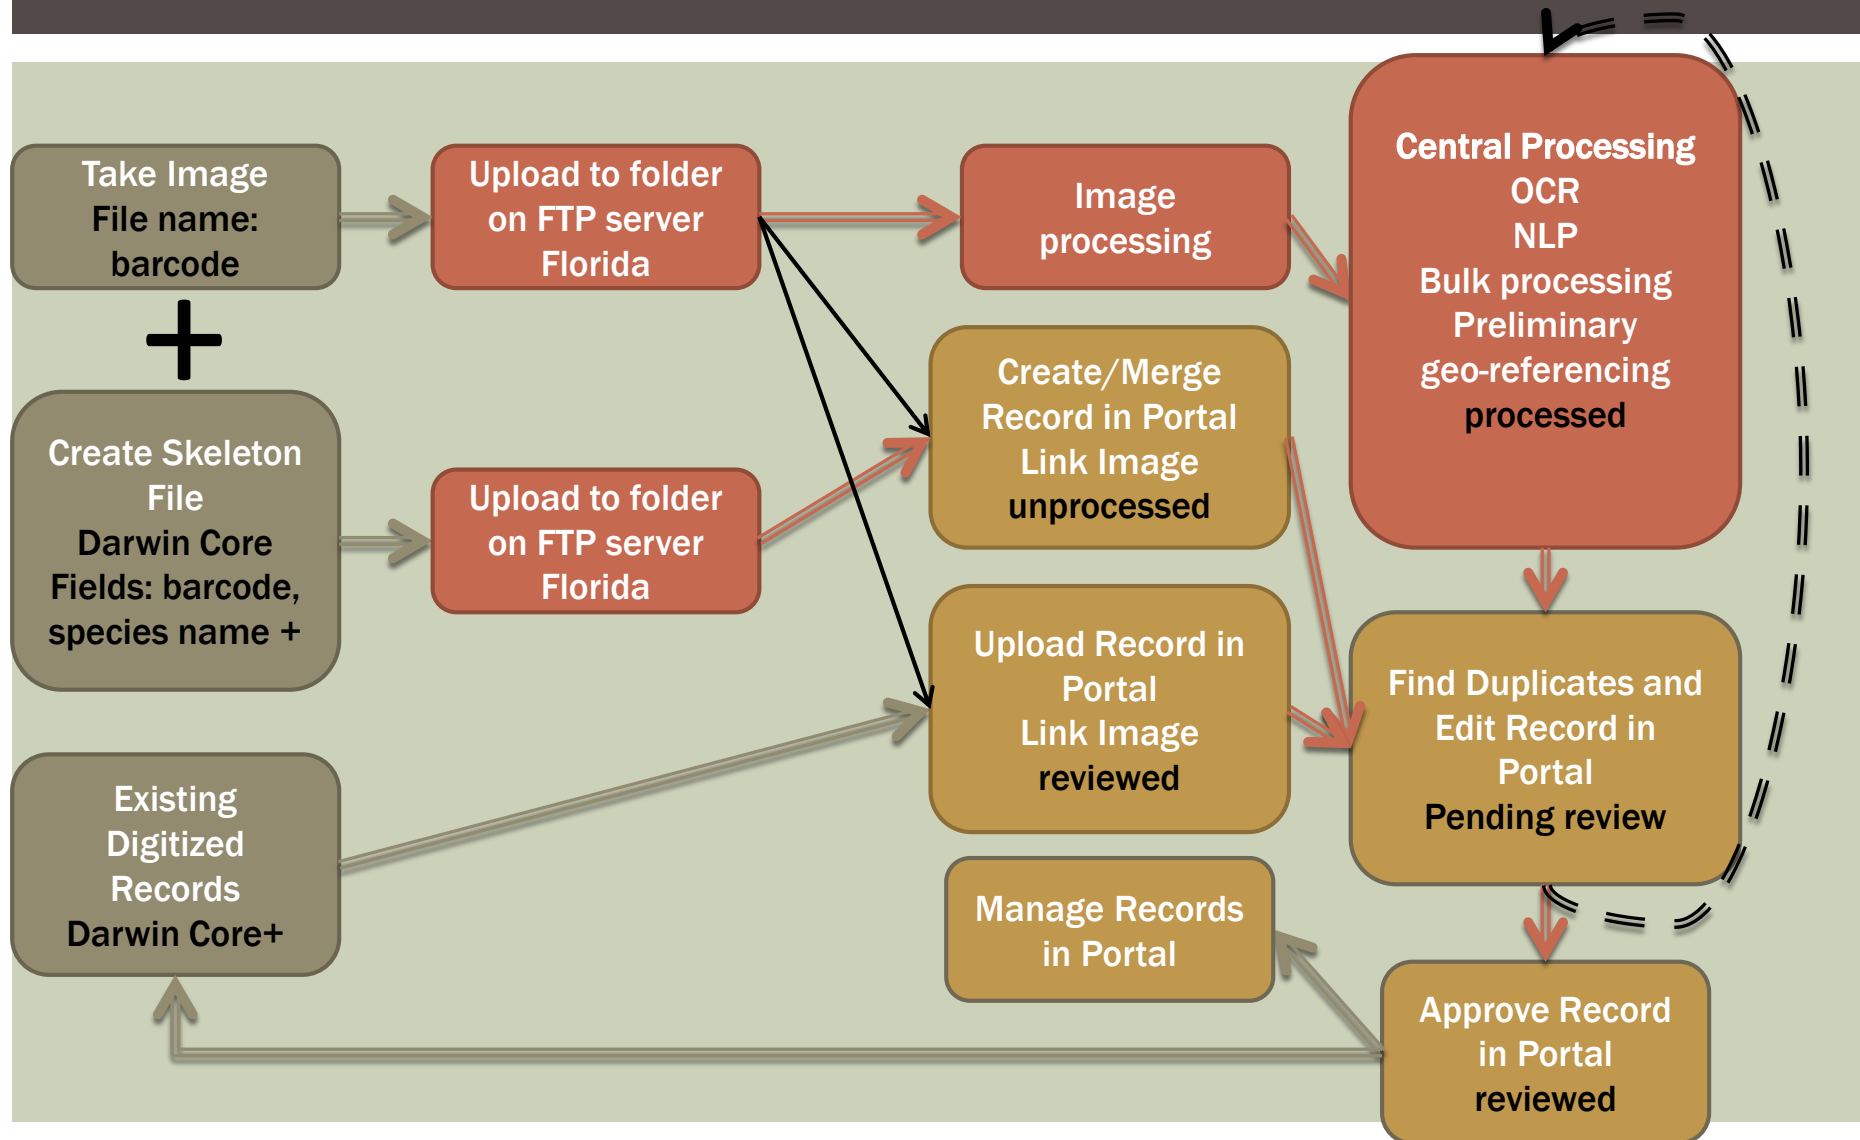 Take Image
File name:
barcode
+
Create Skeleton
File
Darwin Core
Fields: barcode,
species name +
Existing
Digitized
Records
Darwin Core+
Upload to folder
on FTP server
Florida
Upload to folder
on FTP server
Florida
Image
processing
Create/Merge
Record in Portal
Link Image
unprocessed
Upload Record in
Portal
Link Image
reviewed
Manage Records
in Portal
Central Processing
OCR
NLP
Bulk processing
Preliminary
geo-referencing
processed
Find Duplicates and
Edit Record in
Portal
Pending review
Approve Record
in Portal
reviewed